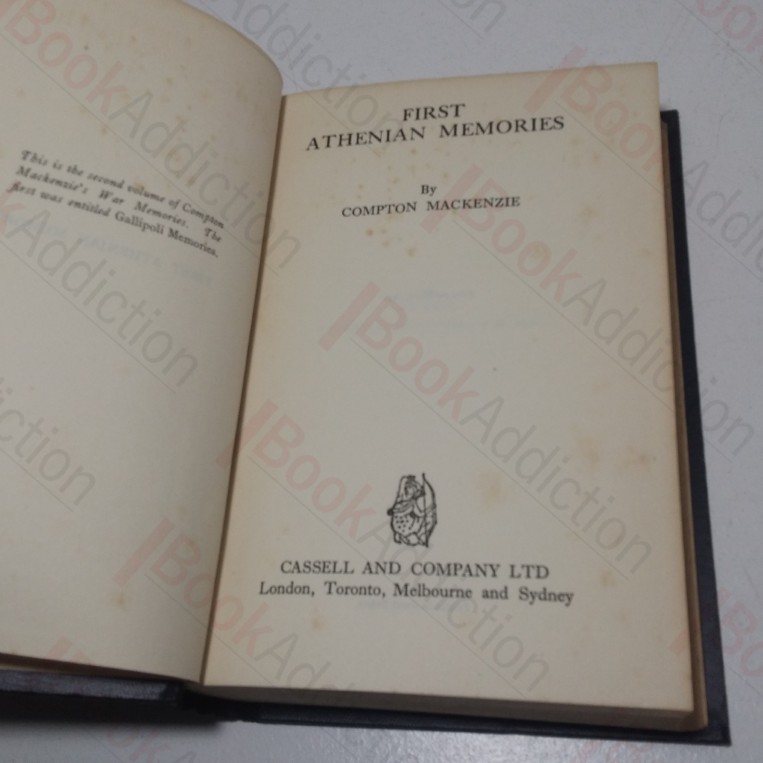 This is the second volume of Compton
Mackenzie's War Memories. The
first was entitled Gallipoli Memories.
FIRST
ATHENIAN MEMORIES
By
COMPTON MACKENZIE
CASSELL AND COMPANY LTD
London, Toronto, Melbourne and Sydney
BookAddiction